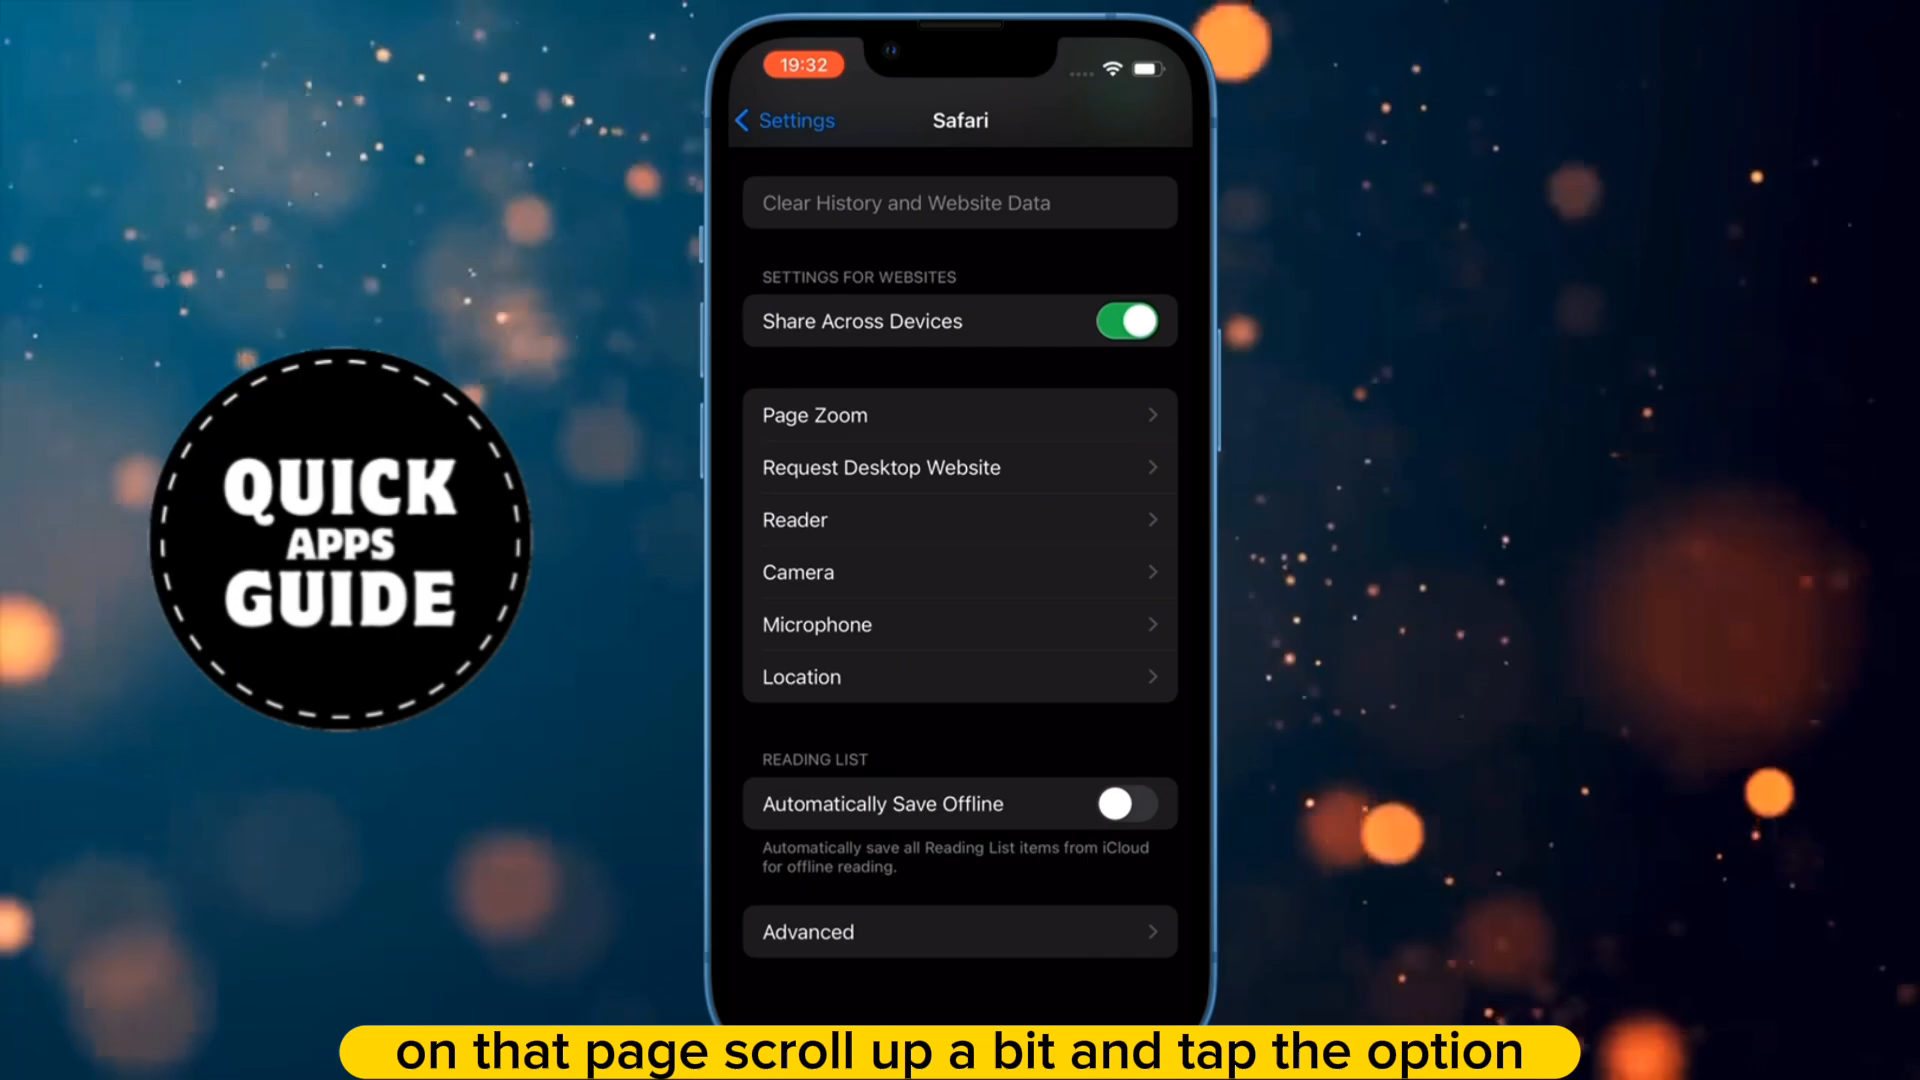 19:32
Settings
Safari
Clear History and Website Data
SETTINGS FOR WEBSITES
Share Across Devices
Page Zoom
Request Desktop Website
Reader
Camera
Microphone
Location
READING LIST
Automatically Save Offline
Automatically save all Reading List items from iCloud
for offline reading.
Advanced
QUICK
APPS
GUIDE
on that page scroll up a bit and tap the option